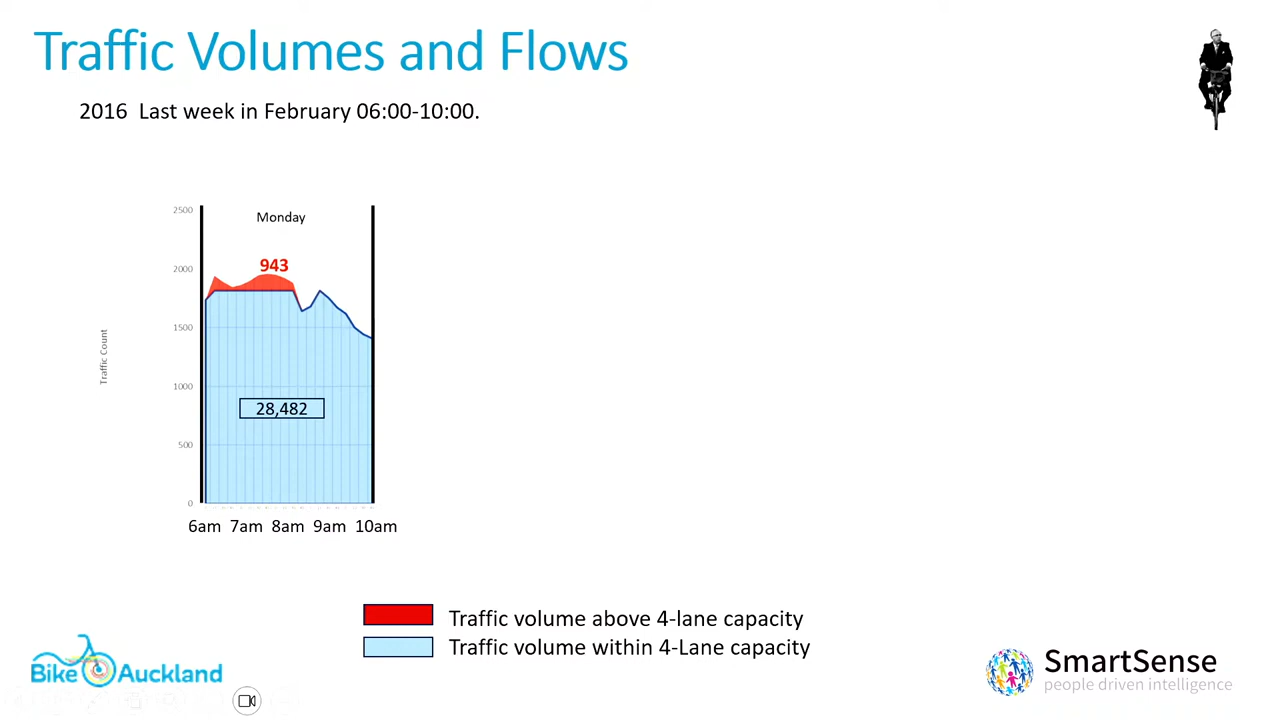 Traffic Volumes and Flows
2016 Last week in February 06:00-10:00.
2500
Monday
2000
943
1500
Traffic Count
1000
28,482
500
0
6am 7am 8am 9am 10am
Traffic volume above 4-lane capacity
Traffic volume within 4-Lane capacity
Bike Auckland
SmartSense
people driven intelligence